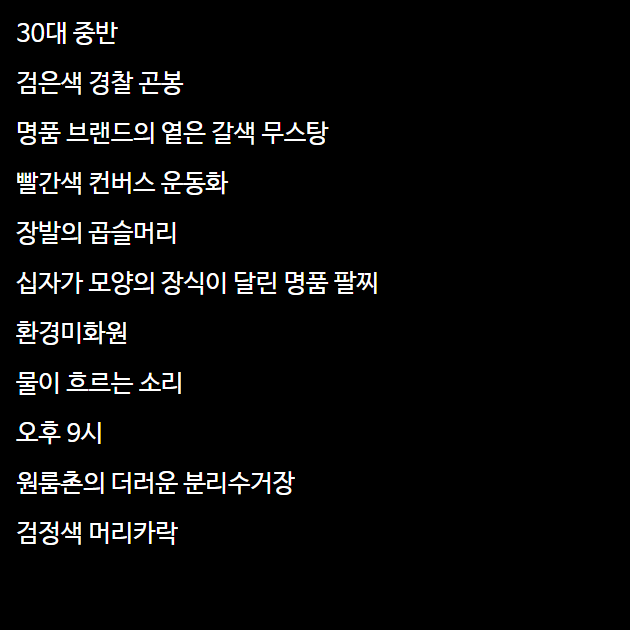 30대 중반
검은색 경찰 곤봉
명품 브랜드의 옅은 갈색 무스탕
빨간색 컨버스 운동화
장발의 곱슬머리
십자가 모양의 장식이 달린 명품 팔찌
환경미화원
물이 흐르는 소리
오후 9시
원룸촌의 더러운 분리수거장
검정색 머리카락